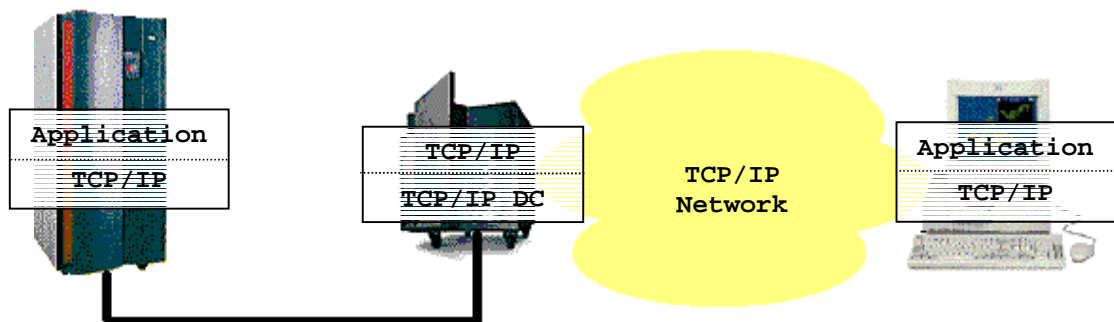 Application
TCP/IP
TCP/IP
TCP/IP DC
TCP/IP
Network
Application
TCP/IP